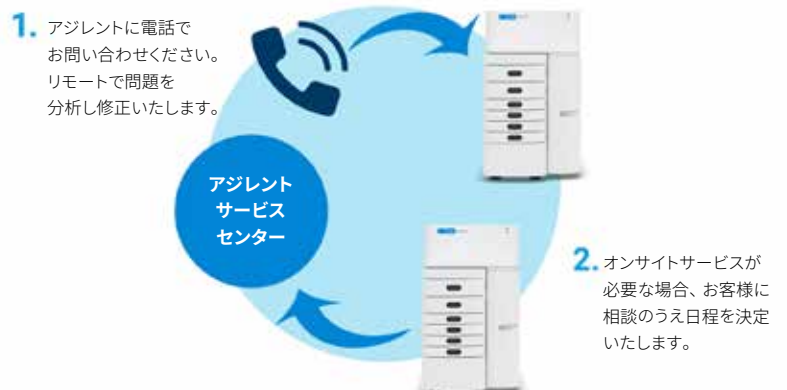 1. アジレントに電話で
お問い合わせください。
リモートで問題を
分析し修正いたします。
アジレント
サービス
センター
2. オンサイトサービスが
必要な場合、お客様に
相談のうえ日程を決定
いたします。